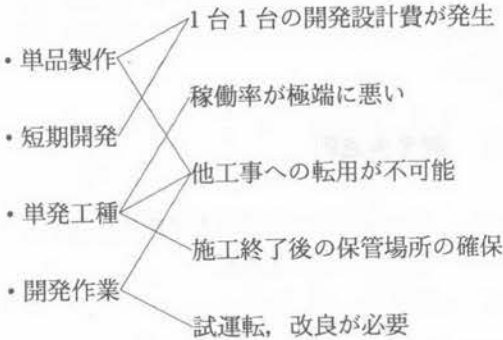 ・単品製作
・短期開発
・単発工種
・開発作業
1台1台の開発設計費が発生
稼働率が極端に悪い
他工事への転用が不可能
施工終了後の保管場所の確保
試運転，改良が必要